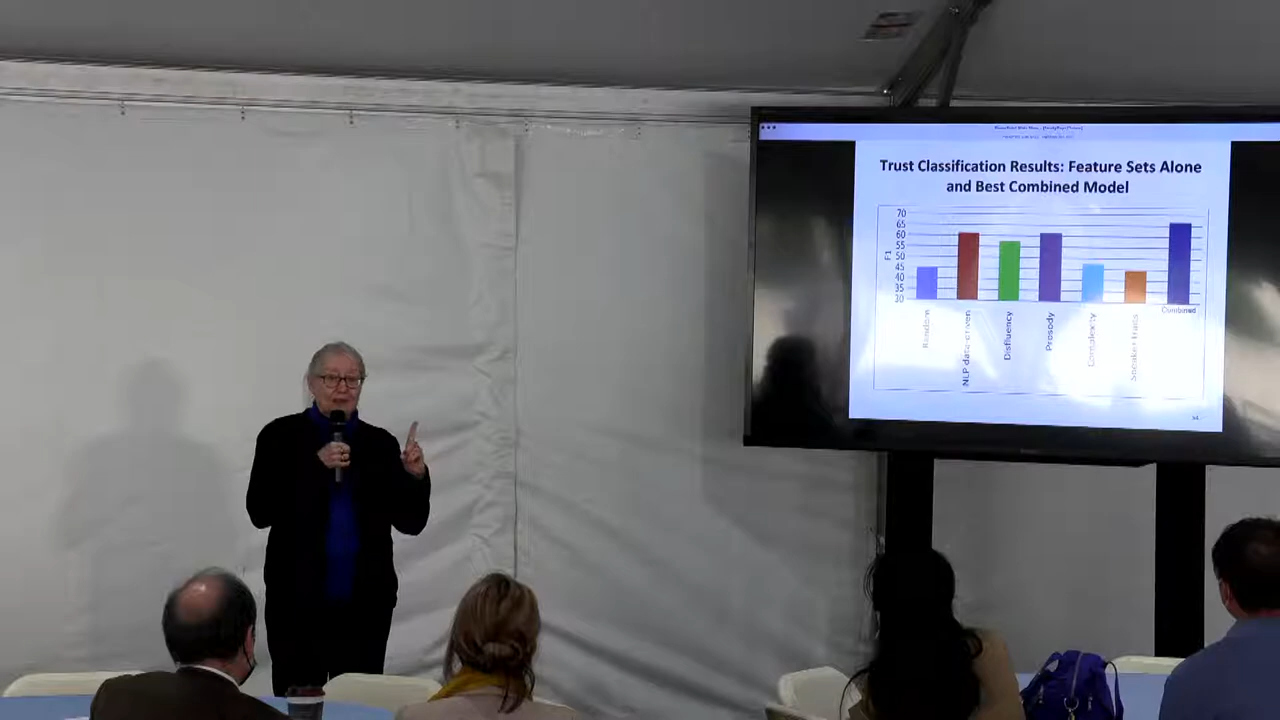 Trust Classification Results: Feature Sets Alone
and Best Combined Model
70
65
60
55
50
45
40
35
30
F1
Random
NLP data-driven
Disfluency
Prosody
Complexity
Speaker traits
Combined